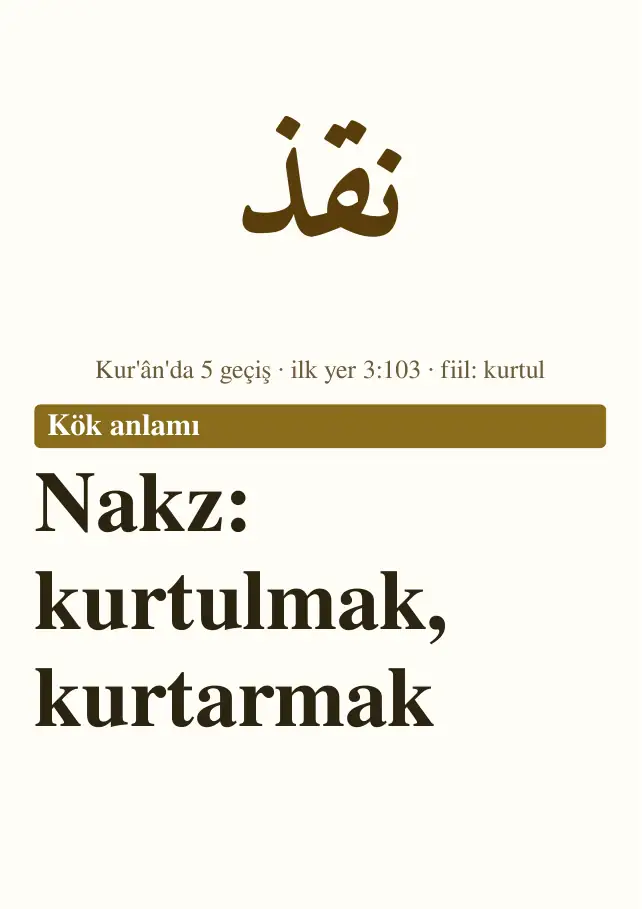 نقذ
Kur'ân'da 5 geçiş · ilk yer 3:103 · fiil: kurtul
Kök anlamı
Nakz:
kurtulmak,
kurtarmak